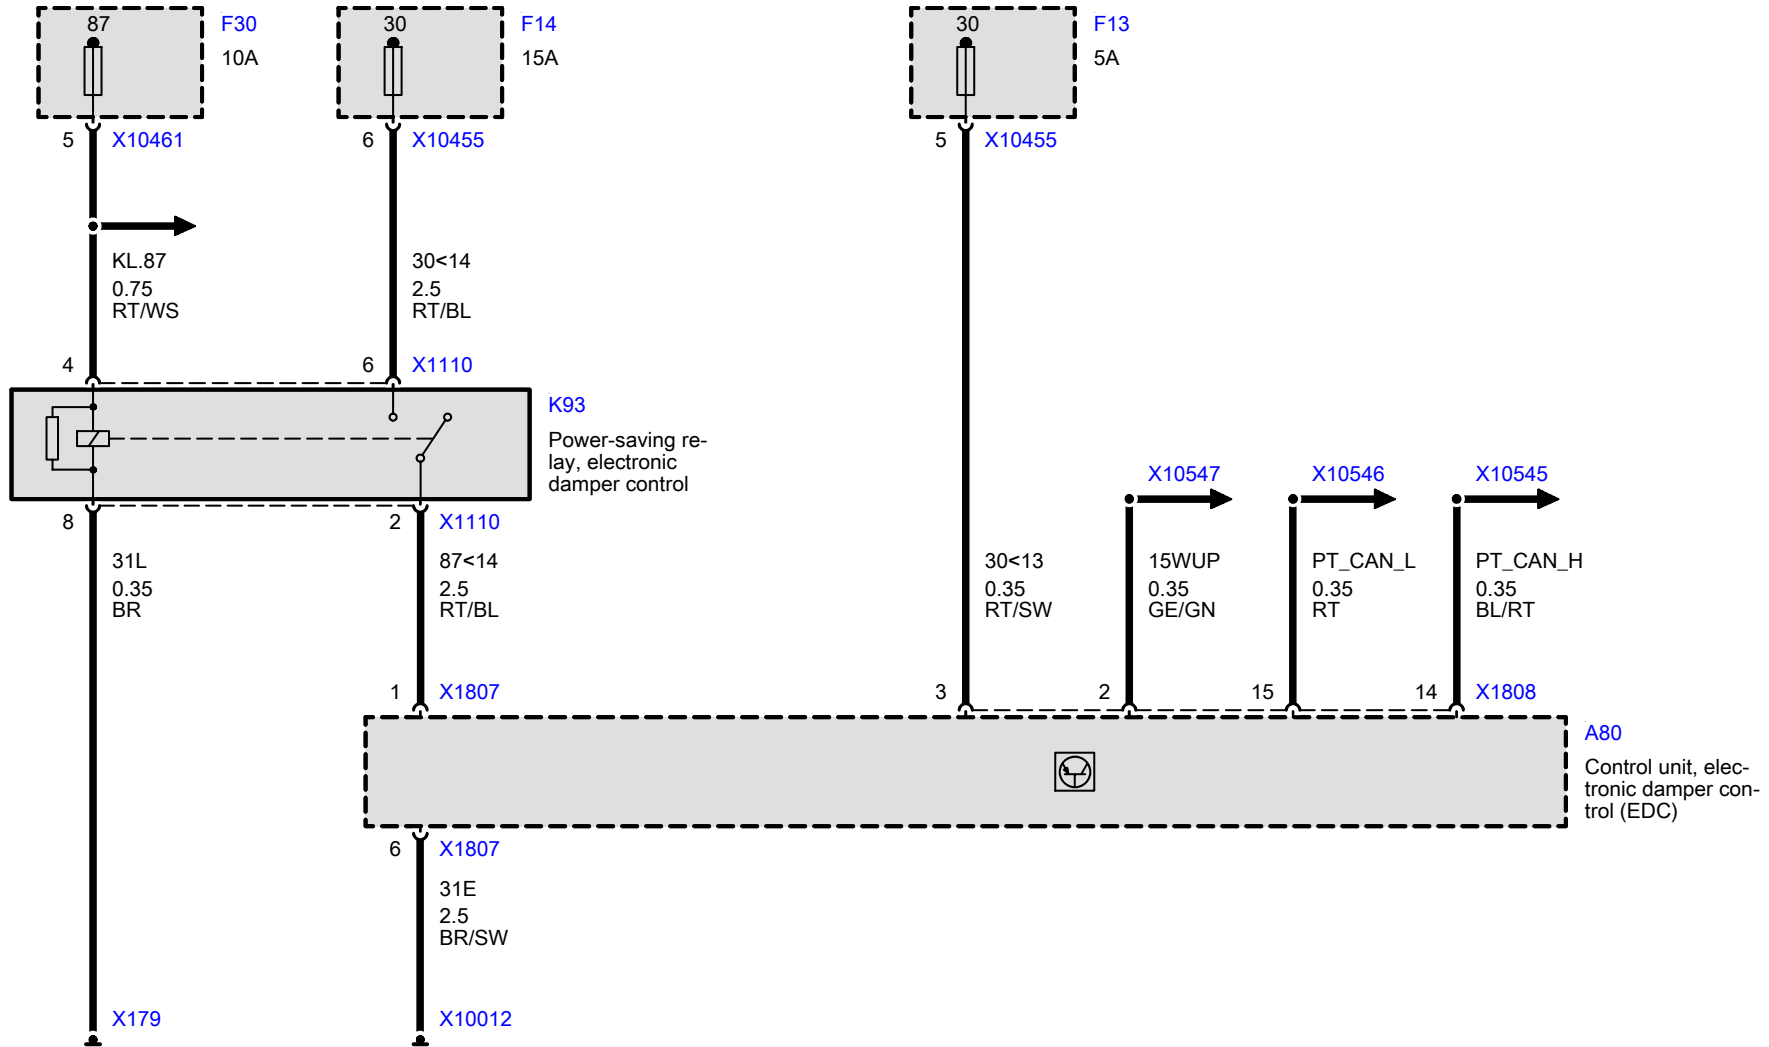 87
F30
10A
30
F14
15A
30
F13
5A
5
X10461
6
X10455
5
X10455
KL.87
0.75
RT/WS
30<14
2.5
RT/BL
4
6
X1110
K93
Power-saving re-
lay, electronic
damper control
8
2
X1110
31L
0.35
BR
87<14
2.5
RT/BL
30<13
0.35
RT/SW
X10547
15WUP
0.35
GE/GN
X10546
PT_CAN_L
0.35
RT
X10545
PT_CAN_H
0.35
BL/RT
1
X1807
3
2
15
14
X1808
A80
Control unit, elec-
tronic damper con-
trol (EDC)
6
X1807
31E
2.5
BR/SW
X179
X10012